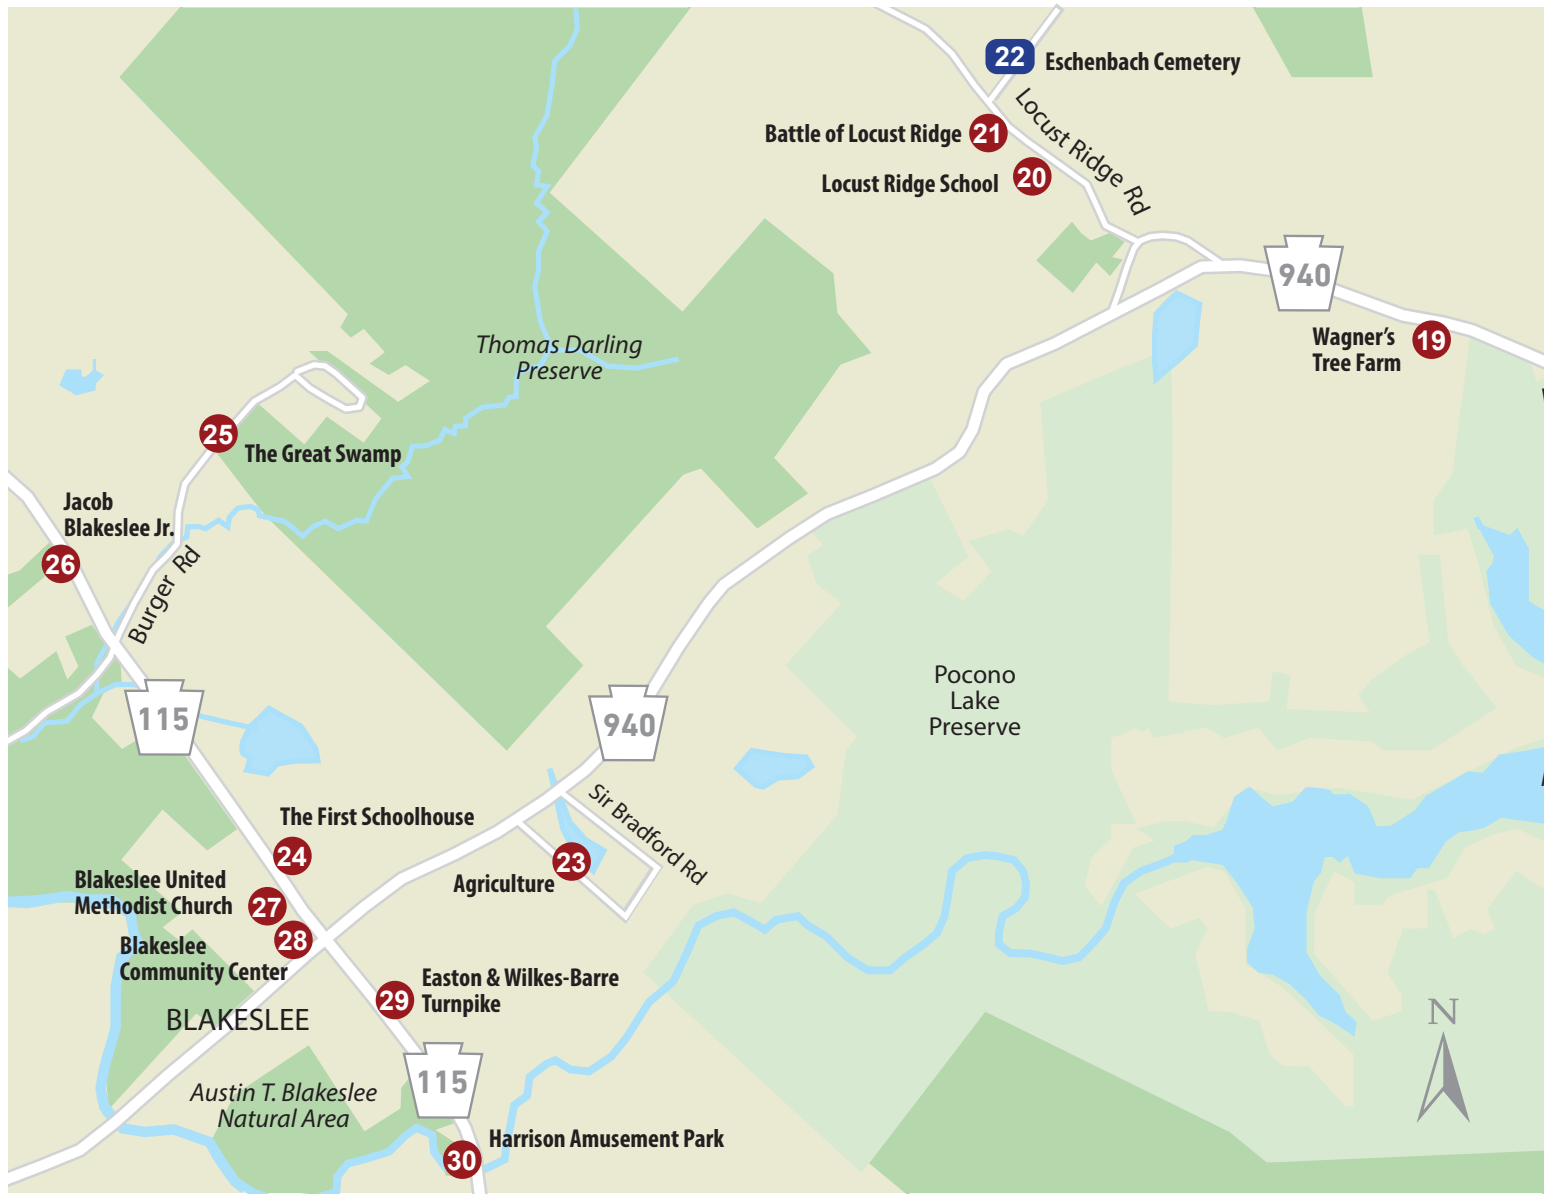 22
Eschenbach Cemetery
Locust Ridge Rd
Battle of Locust Ridge
21
Locust Ridge School
20
940
Wagner's
Tree Farm
19
Thomas Darling
Preserve
25
The Great Swamp
Jacob
Blakeslee Jr.
26
Burger Rd
115
940
Pocono
Lake
Preserve
Sir Bradford Rd
The First Schoolhouse
24
23
Agriculture
Blakeslee United
Methodist Church
27
28
Blakeslee
Community Center
29
Easton & Wilkes-Barre
Turnpike
BLAKESLEE
N
115
Austin T. Blakeslee
Natural Area
Harrison Amusement Park
30